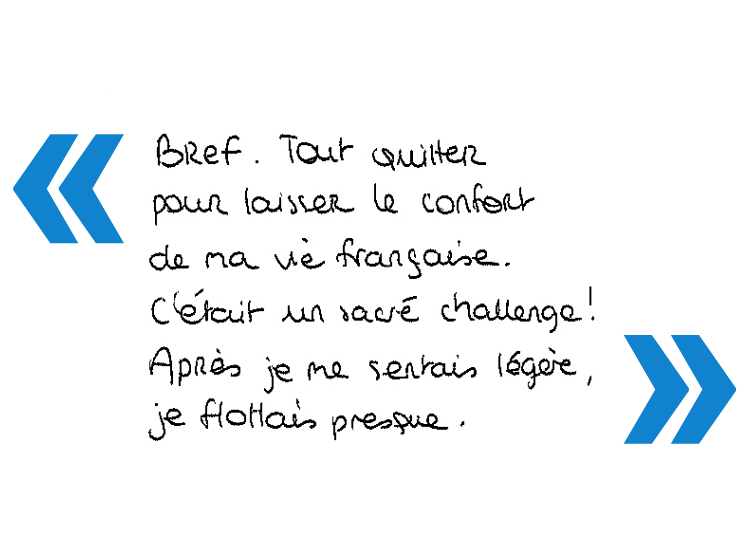 Bref. Tout quitter
pour laisser le confort
de ma vie française.
C'était un sacré challenge!
Après je me sentais légère,
je flottais presque.